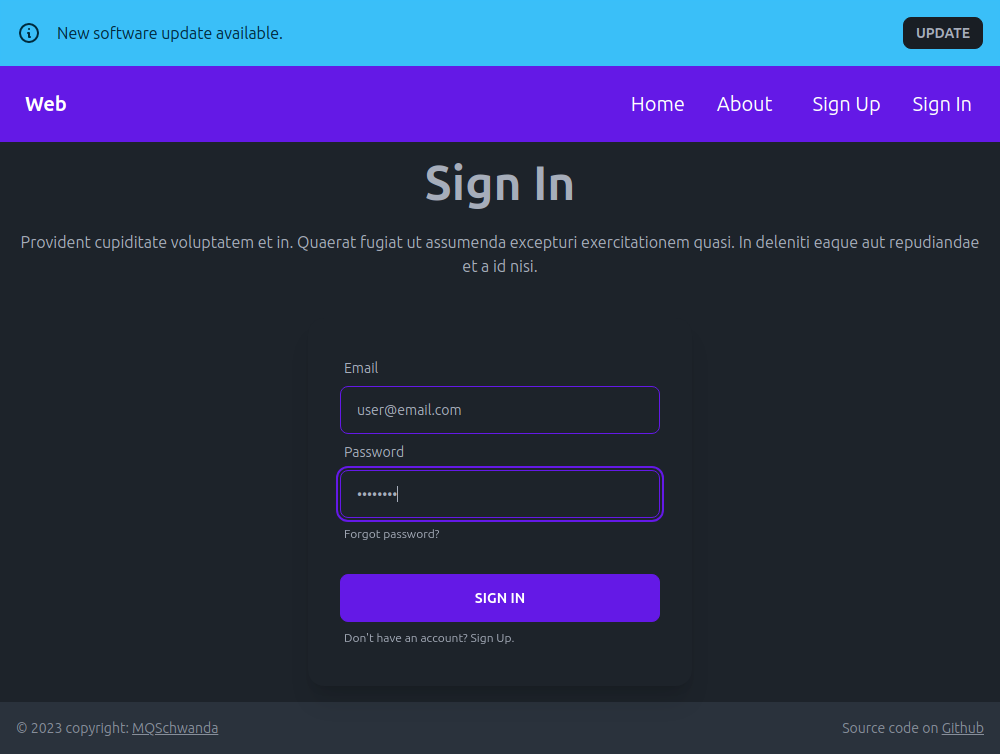 New software update available.
UPDATE
Web
Home
About
Sign Up
Sign In
Sign In
Provident cupiditate voluptatem et in. Quaerat fugiat ut assumenda excepturi exercitationem quasi. In deleniti eaque aut repudiandae
et a id nisi.
Email
user@email.com
Password
••••••••
Forgot password?
SIGN IN
Don't have an account? Sign Up.
© 2023 copyright: MQSchwanda
Source code on Github